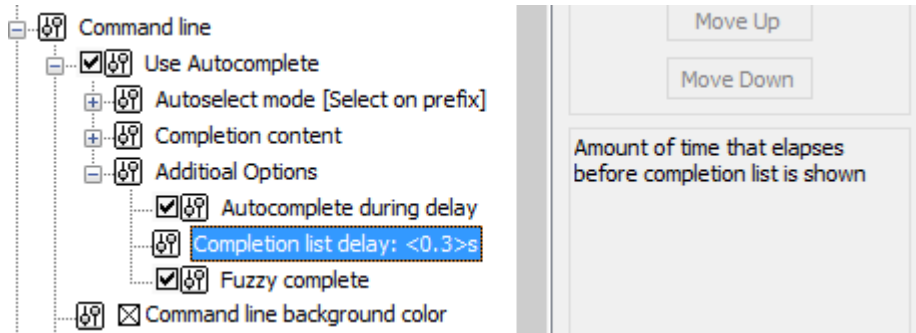 Command line
Use Autocomplete
Autoselect mode [Select on prefix]
Completion content
Additioal Options
Autocomplete during delay
Completion list delay: <0.3>s
Fuzzy complete
Command line background color
Move Up
Move Down
Amount of time that elapses
before completion list is shown